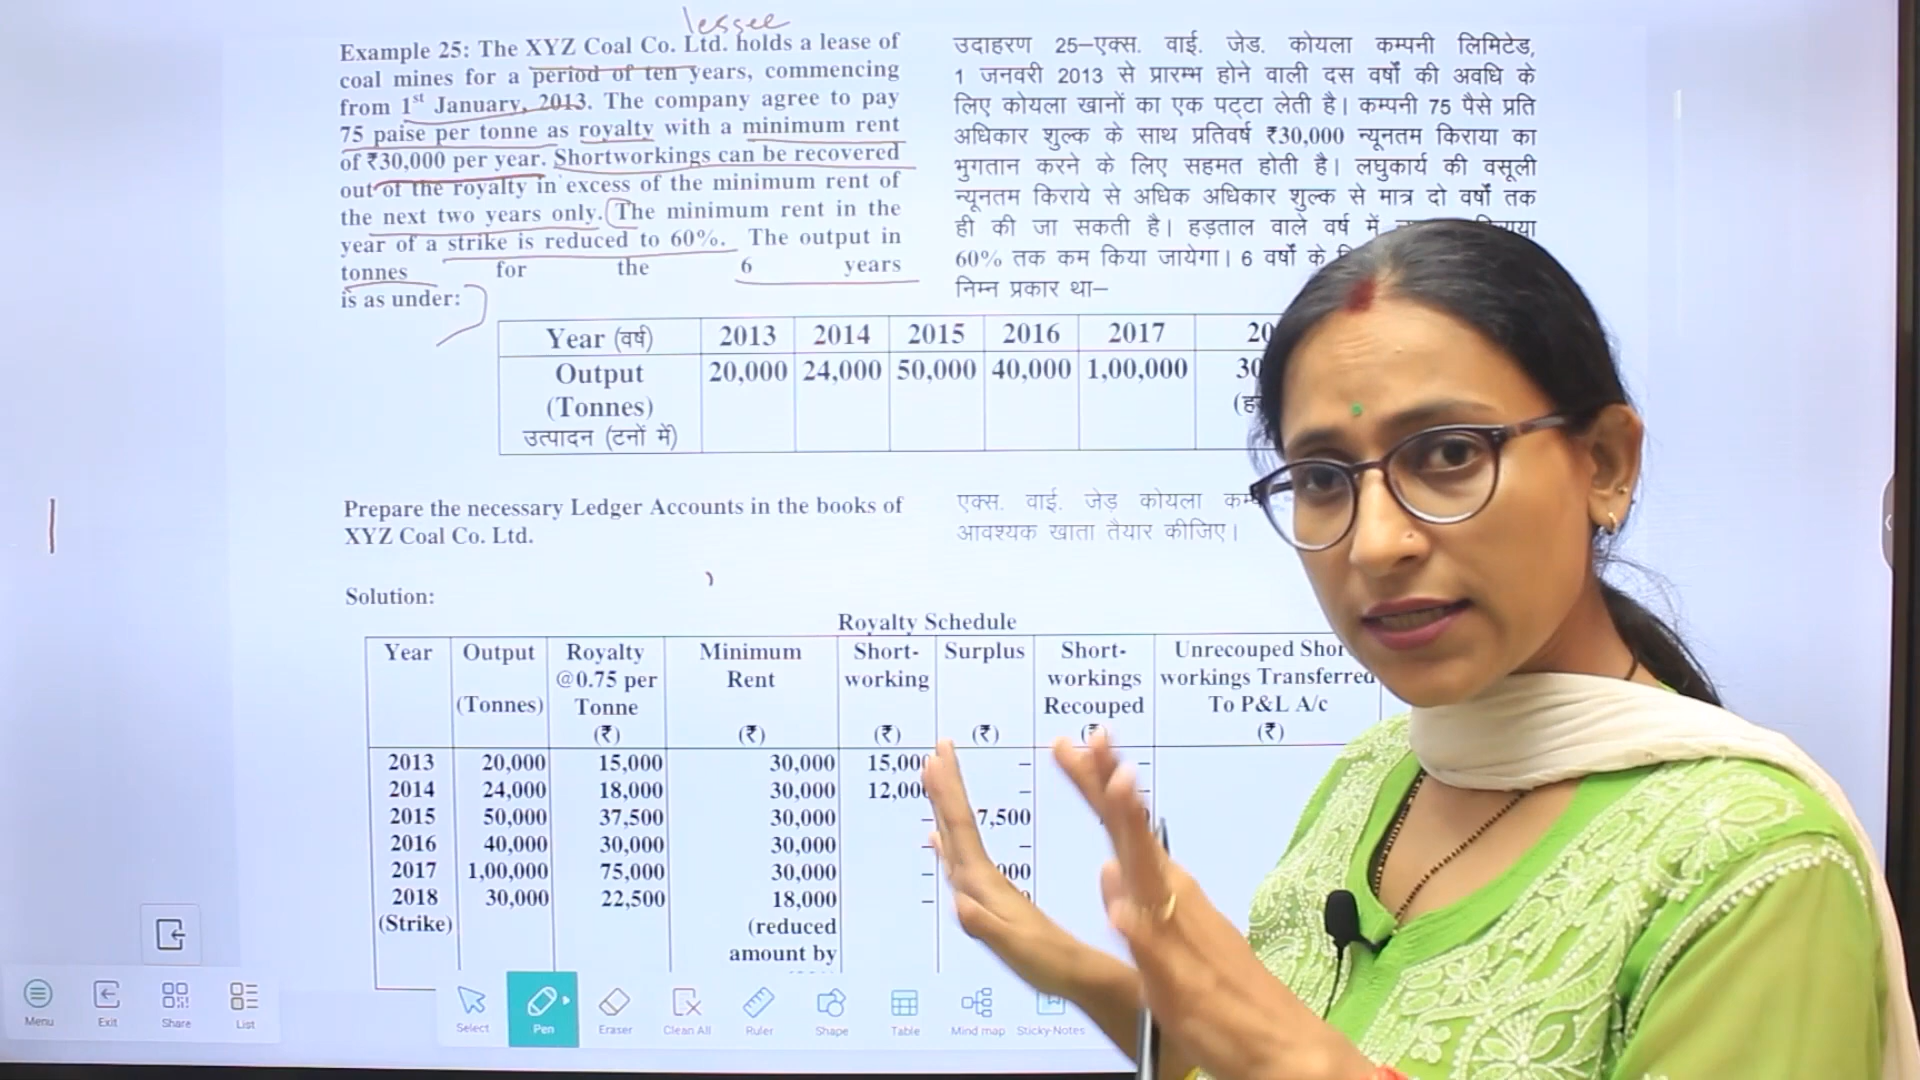 lessee
Example 25: The XYZ Coal Co. Ltd. holds a lease of
coal mines for a period of ten years, commencing
from 1st January, 2013. The company agree to pay
75 paise per tonne as royalty with a minimum rent
of ₹30,000 per year. Shortworkings can be recovered
out of the royalty in excess of the minimum rent of
the next two years only. The minimum rent in the
year of a strike is reduced to 60%. The output in
tonnes for the 6 years
is as under:
उदाहरण 25–एक्स. वाई. जेड. कोयला कम्पनी लिमिटेड,
1 जनवरी 2013 से प्रारम्भ होने वाली दस वर्षों की अवधि के
लिए कोयला खानों का एक पट्टा लेती है। कम्पनी 75 पैसे प्रति
अधिकार शुल्क के साथ प्रतिवर्ष ₹30,000 न्यूनतम किराया का
भुगतान करने के लिए सहमत होती है। लघुकार्य की वसूली
न्यूनतम किराये से अधिक अधिकार शुल्क से मात्र दो वर्षों तक
ही की जा सकती है। हड़ताल वाले वर्ष में
60% तक कम किया जायेगा। 6 वर्षों के
निम्न प्रकार था–
Year (वर्ष) 2013 2014 2015 2016 2017 20
Output 20,000 24,000 50,000 40,000 1,00,000 30
(Tonnes)
उत्पादन (टनों में)
Prepare the necessary Ledger Accounts in the books of
XYZ Coal Co. Ltd.
एक्स. वाई. जेड़ कोयला
आवश्यक खाता तैयार कीजिए।
Solution:
Royalty Schedule
Year Output Royalty Minimum Short- Surplus Short- Unrecouped Shor
@0.75 per Rent working workings workings Transferred
(Tonnes) Tonne Recouped To P&L A/c
(₹) (₹) (₹) (₹) (₹)
2013 20,000 15,000 30,000 15,000 – –
2014 24,000 18,000 30,000 12,000 – –
2015 50,000 37,500 30,000 – 7,500
2016 40,000 30,000 30,000 – –
2017 1,00,000 75,000 30,000 – 000
2018 30,000 22,500 18,000 –
(Strike) (reduced
amount by
Menu Exit Share List Select Pen Eraser Clean All Ruler Shape Table Mind map Sticky-Notes